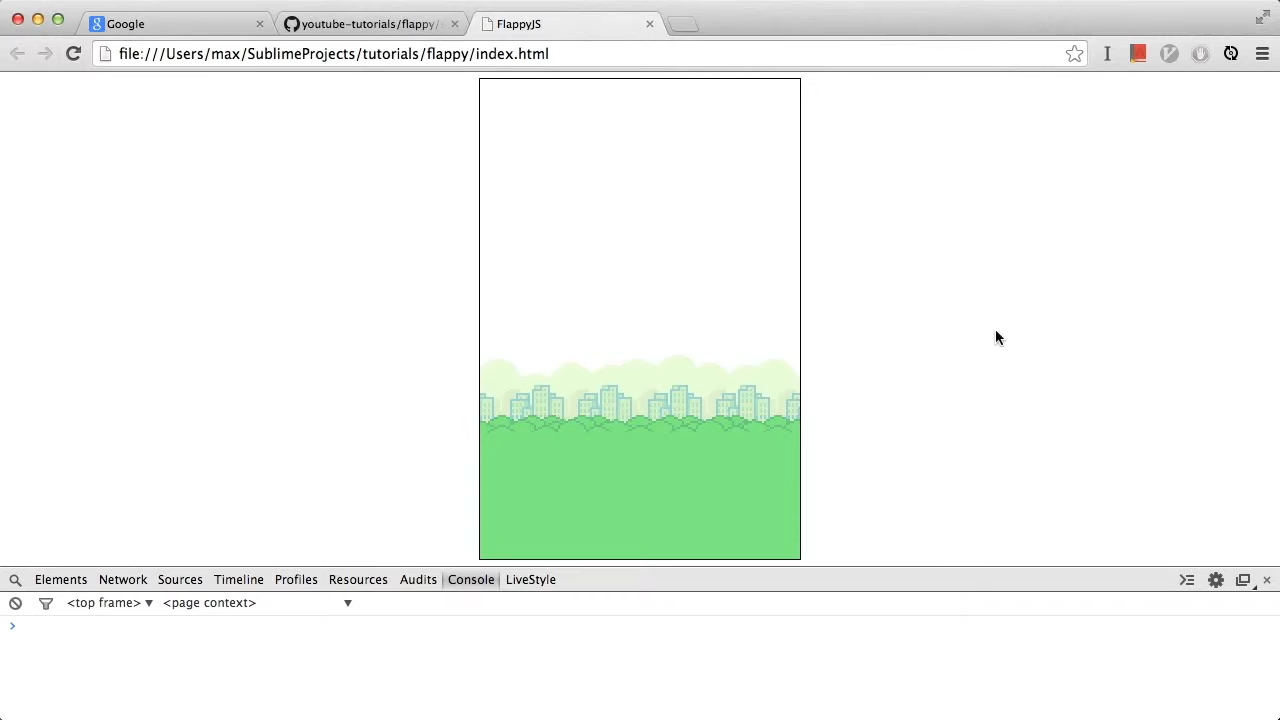 Google
youtube-tutorials/flappy/
FlappyJS
file:///Users/max/SublimeProjects/tutorials/flappy/index.html
Elements Network Sources Timeline Profiles Resources Audits Console LiveStyle
<top frame> <page context>